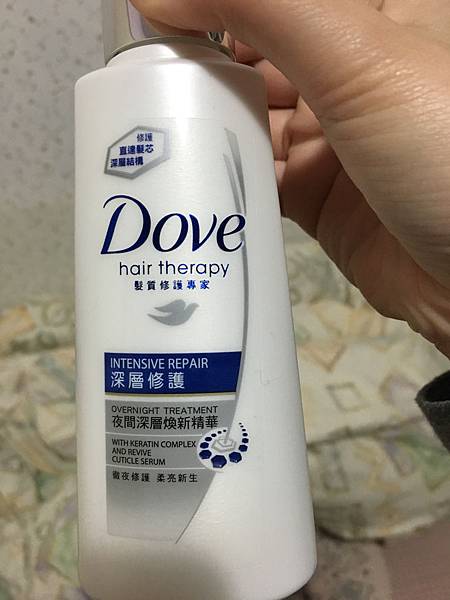 修護
直達髮芯
深層結構
Dove
hair therapy
髮質修護專家
INTENSIVE REPAIR
深層修護
OVERNIGHT TREATMENT
夜間深層煥新精華
WITH KERATIN COMPLEX
AND REVIVE
CUTICLE SERUM
徹夜修護 柔亮新生